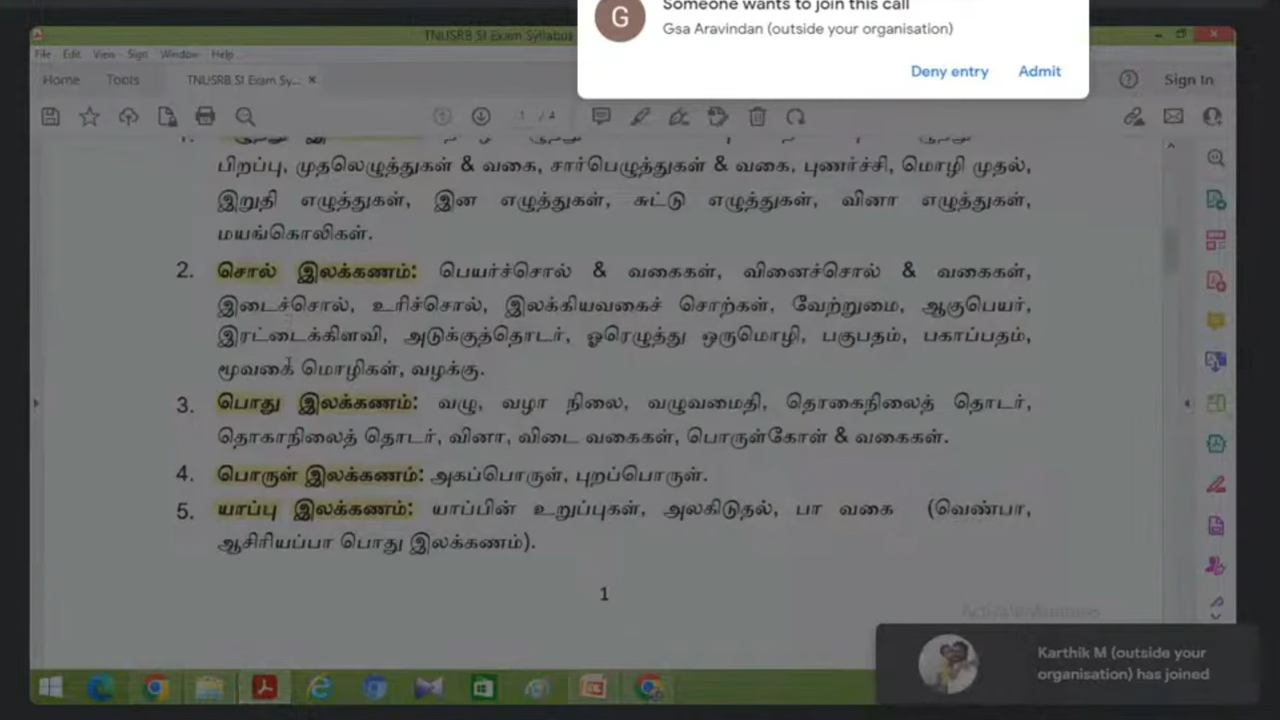 Someone wants to join this call
G
Gsa Aravindan (outside your organisation)
Deny entry Admit
TNUSRB SI Exam Syllabus
File Edit View Sign Window Help
Home Tools TNUSRB SI Exam Sy... × Sign In
1 / 4
பிறப்பு, முதலெழுத்துகள் & வகை, சார்பெழுத்துகள் & வகை, புணர்ச்சி, மொழி முதல்,
இறுதி எழுத்துகள், இன எழுத்துகள், சுட்டு எழுத்துகள், வினா எழுத்துகள்,
மயங்கொலிகள்.
2. சொல் இலக்கணம்: பெயர்ச்சொல் & வகைகள், வினைச்சொல் & வகைகள்,
இடைச்சொல், உரிச்சொல், இலக்கியவகைச் சொற்கள், வேற்றுமை, ஆகுபெயர்,
இரட்டைக்கிளவி, அடுக்குத்தொடர், ஓரெழுத்து ஒருமொழி, பகுபதம், பகாப்பதம்,
மூவகை மொழிகள், வழக்கு.
3. பொது இலக்கணம்: வழு, வழா நிலை, வழுவமைதி, தொகைநிலைத் தொடர்,
தொகாநிலைத் தொடர், வினா, விடை வகைகள், பொருள்கோள் & வகைகள்.
4. பொருள் இலக்கணம்: அகப்பொருள், புறப்பொருள்.
5. யாப்பு இலக்கணம்: யாப்பின் உறுப்புகள், அலகிடுதல், பா வகை (வெண்பா,
ஆசிரியப்பா பொது இலக்கணம்).
1
Activate Windows
Karthik M (outside your
organisation) has joined